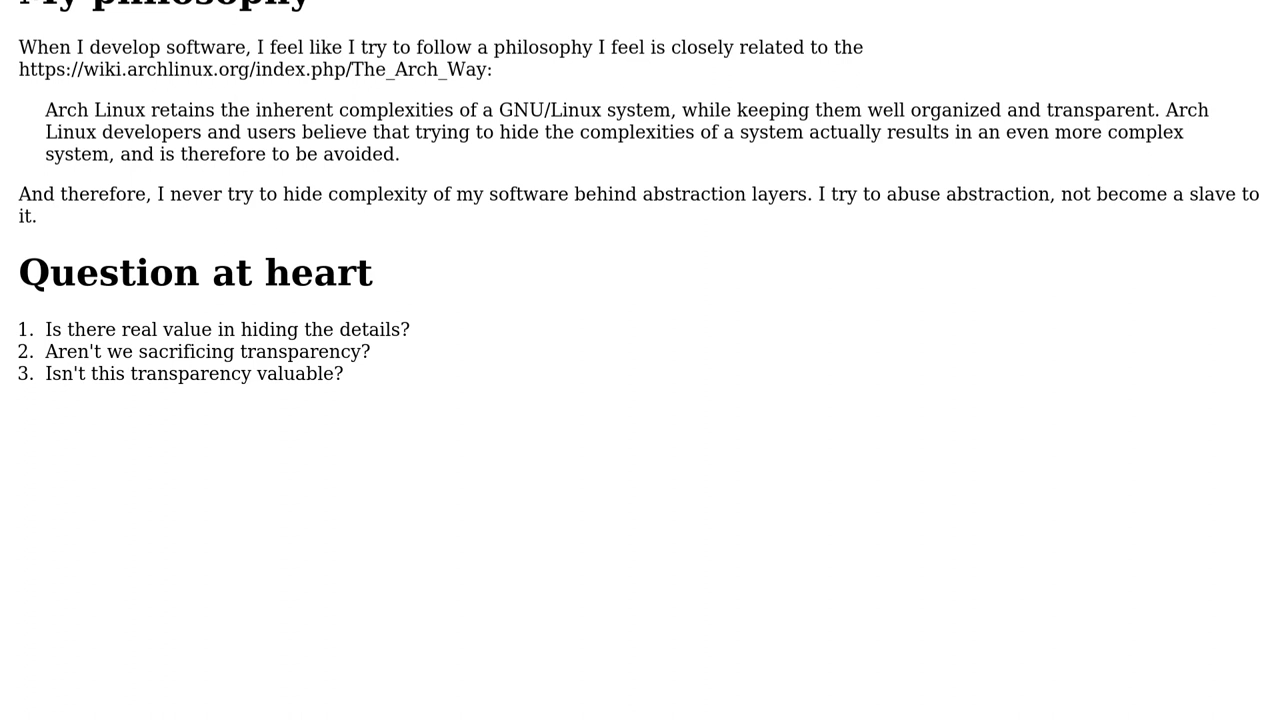 My philosophy
When I develop software, I feel like I try to follow a philosophy I feel is closely related to the
https://wiki.archlinux.org/index.php/The_Arch_Way:
Arch Linux retains the inherent complexities of a GNU/Linux system, while keeping them well organized and transparent. Arch
Linux developers and users believe that trying to hide the complexities of a system actually results in an even more complex
system, and is therefore to be avoided.
And therefore, I never try to hide complexity of my software behind abstraction layers. I try to abuse abstraction, not become a slave to
it.
Question at heart
1. Is there real value in hiding the details?
2. Aren't we sacrificing transparency?
3. Isn't this transparency valuable?